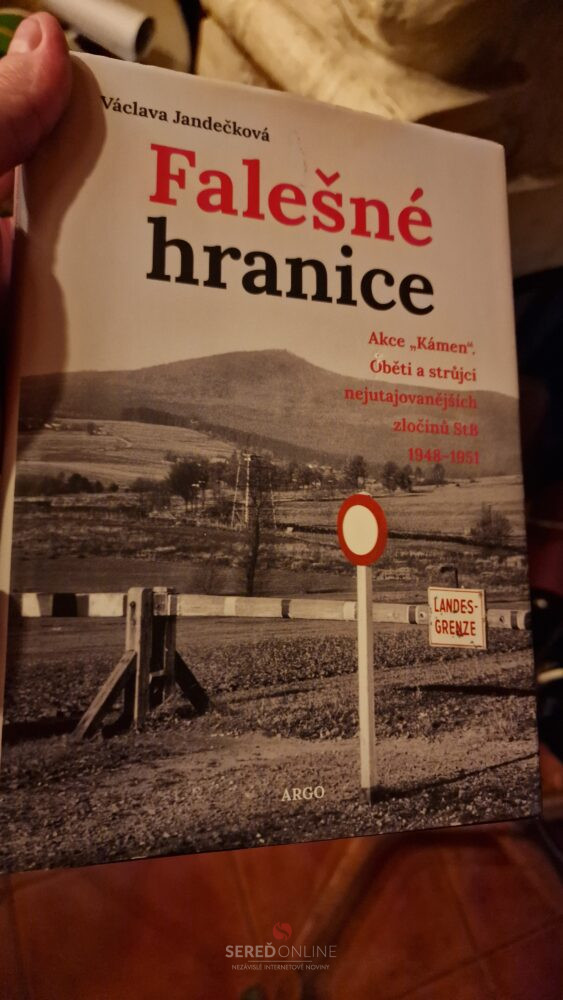 Václava Jandečková
Falešné
hranice
Akce „Kámen“.
Oběti a strůjci
nejutajovanějších
zločinů StB
1948–1951
LANDES-
GRENZE
ARGO
SEREĎONLINE
NEZÁVISLÉ INTERNETOVÉ NOVINY